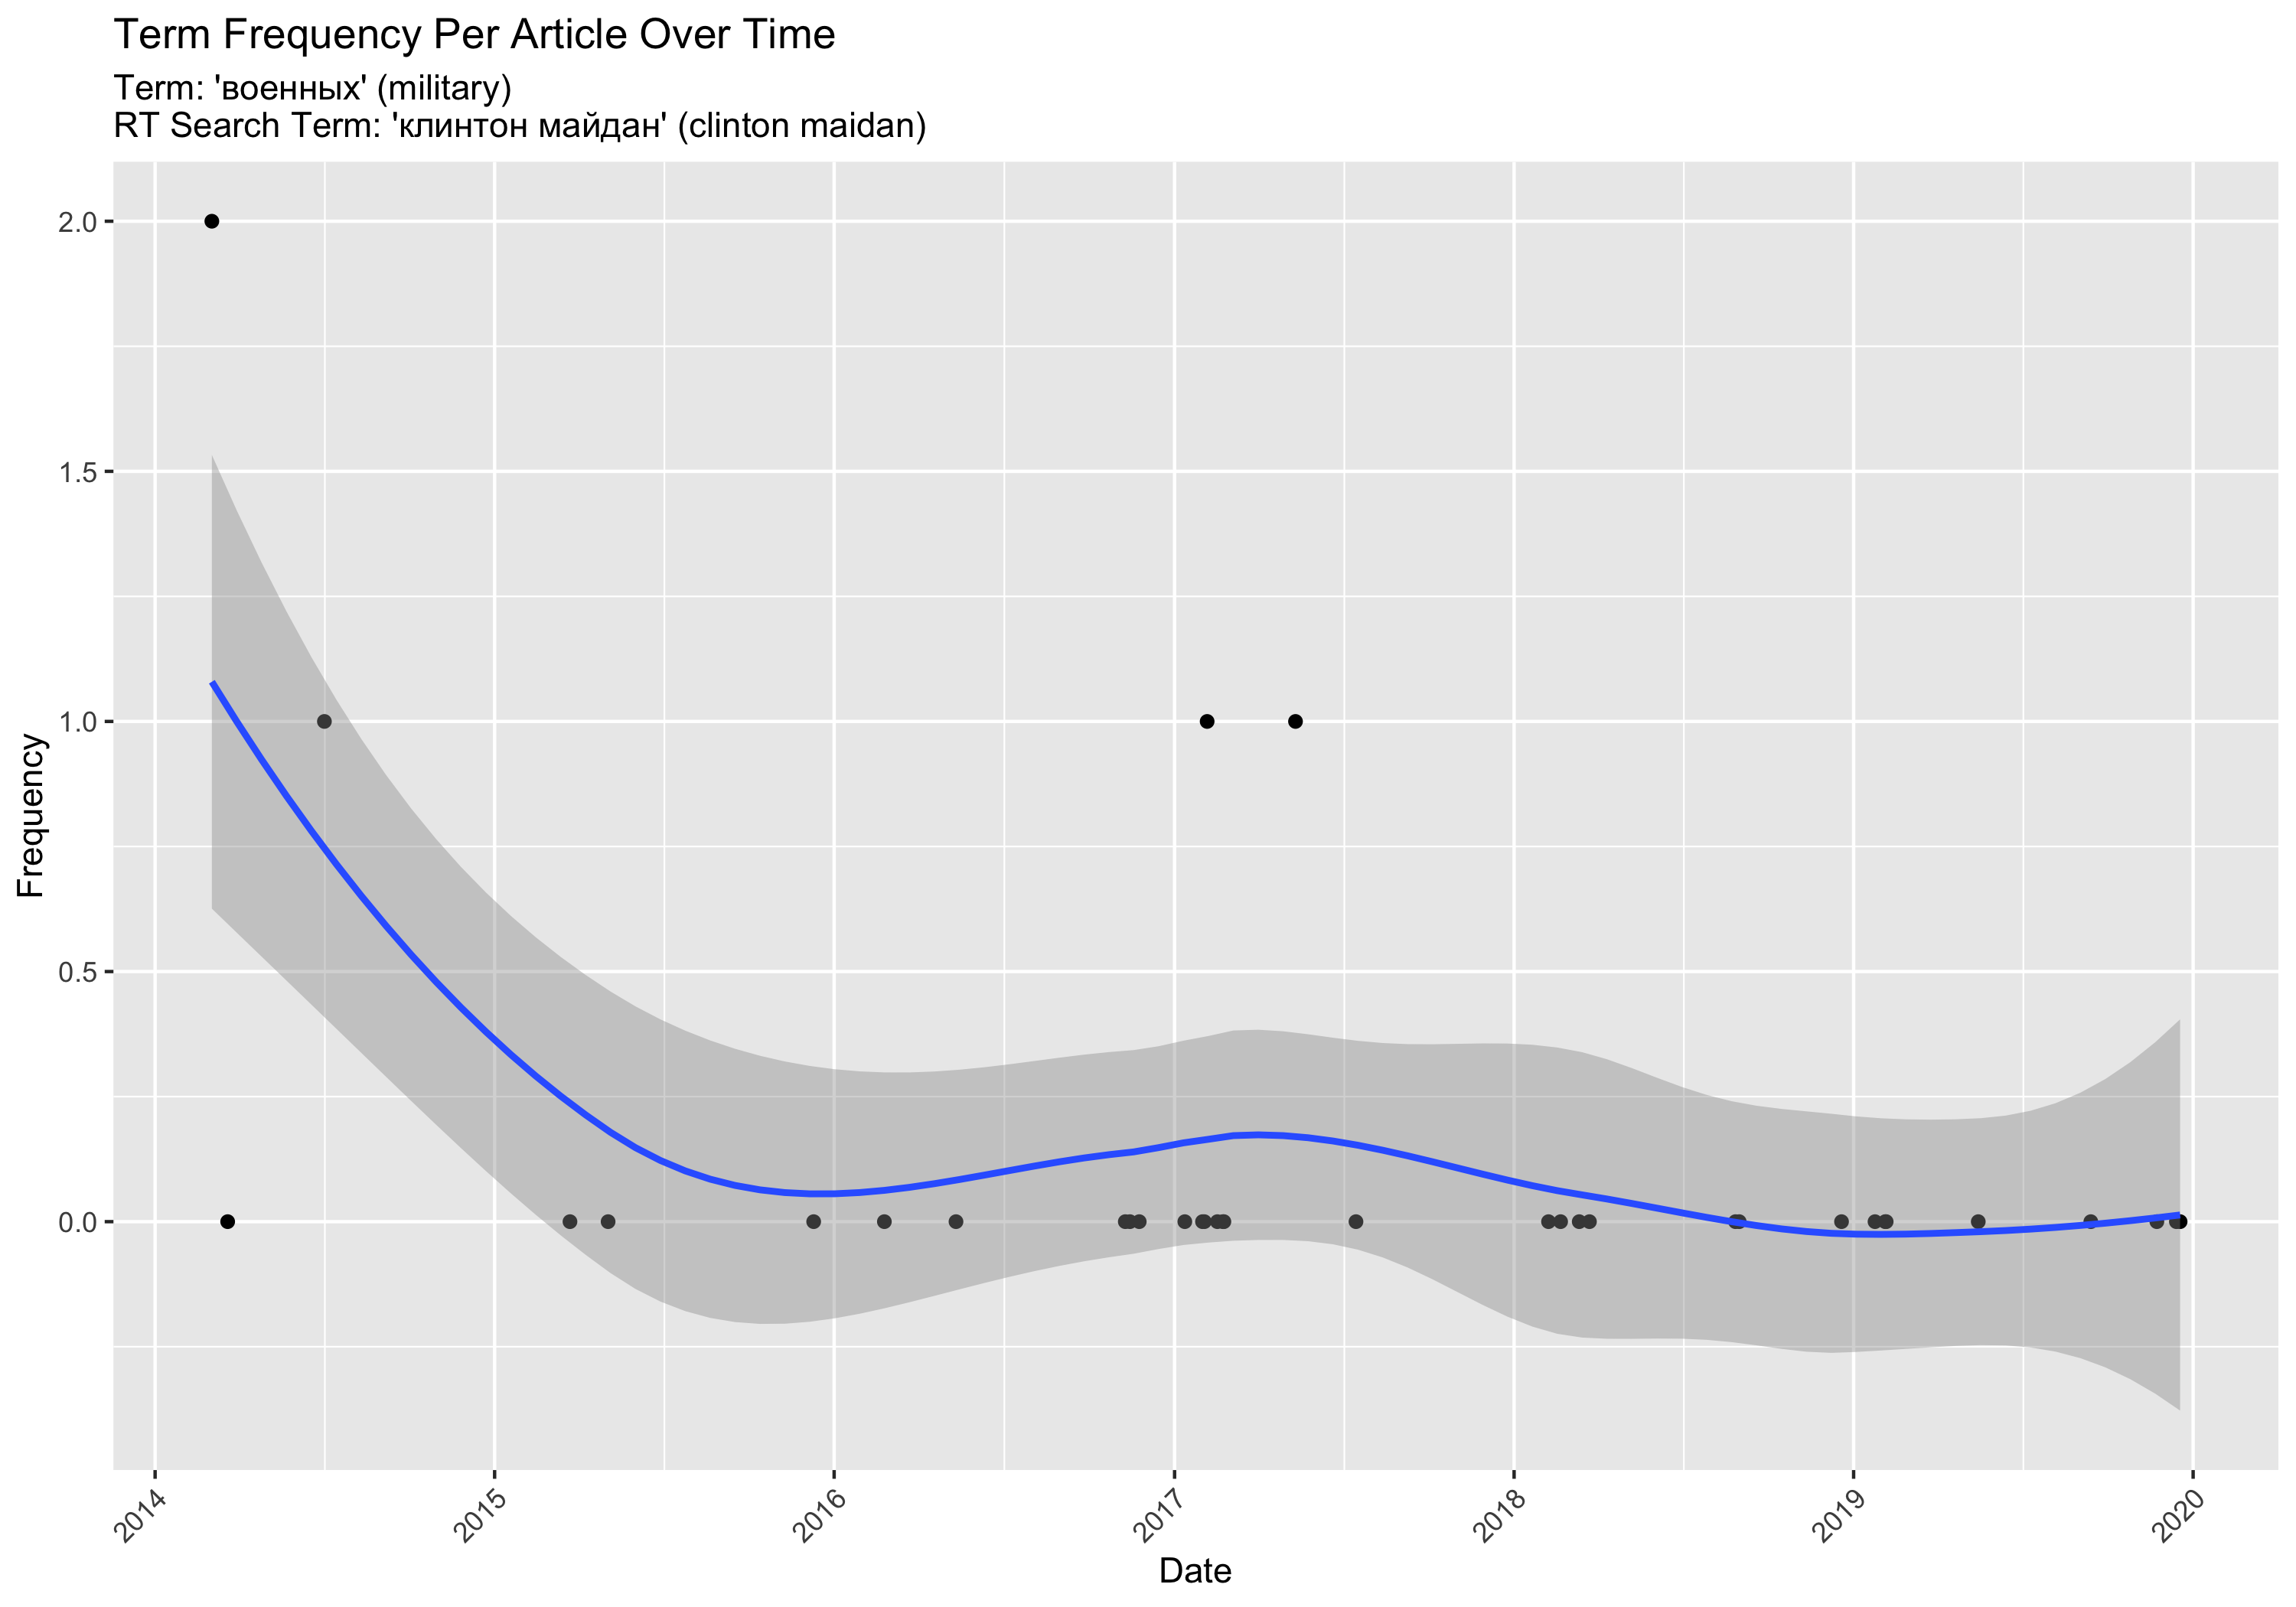 Term Frequency Per Article Over Time
Term: 'военных' (military)
RT Search Term: 'клинтон майдан' (clinton maidan)
2.0
1.5
1.0
0.5
0.0
Frequency
2014
2015
2016
2017
2018
2019
2020
Date